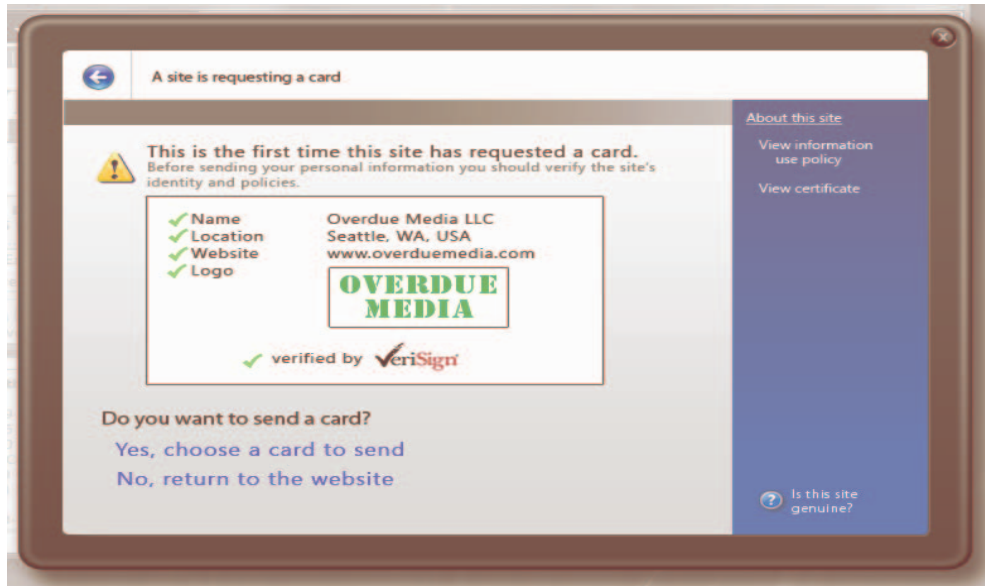 A site is requesting a card
This is the first time this site has requested a card.
Before sending your personal information you should verify the site's
identity and policies.
Name Overdue Media LLC
Location Seattle, WA, USA
Website www.overduemedia.com
Logo
OVERDUE
MEDIA
verified by VeriSign
Do you want to send a card?
Yes, choose a card to send
No, return to the website
About this site
View information
use policy
View certificate
Is this site
genuine?